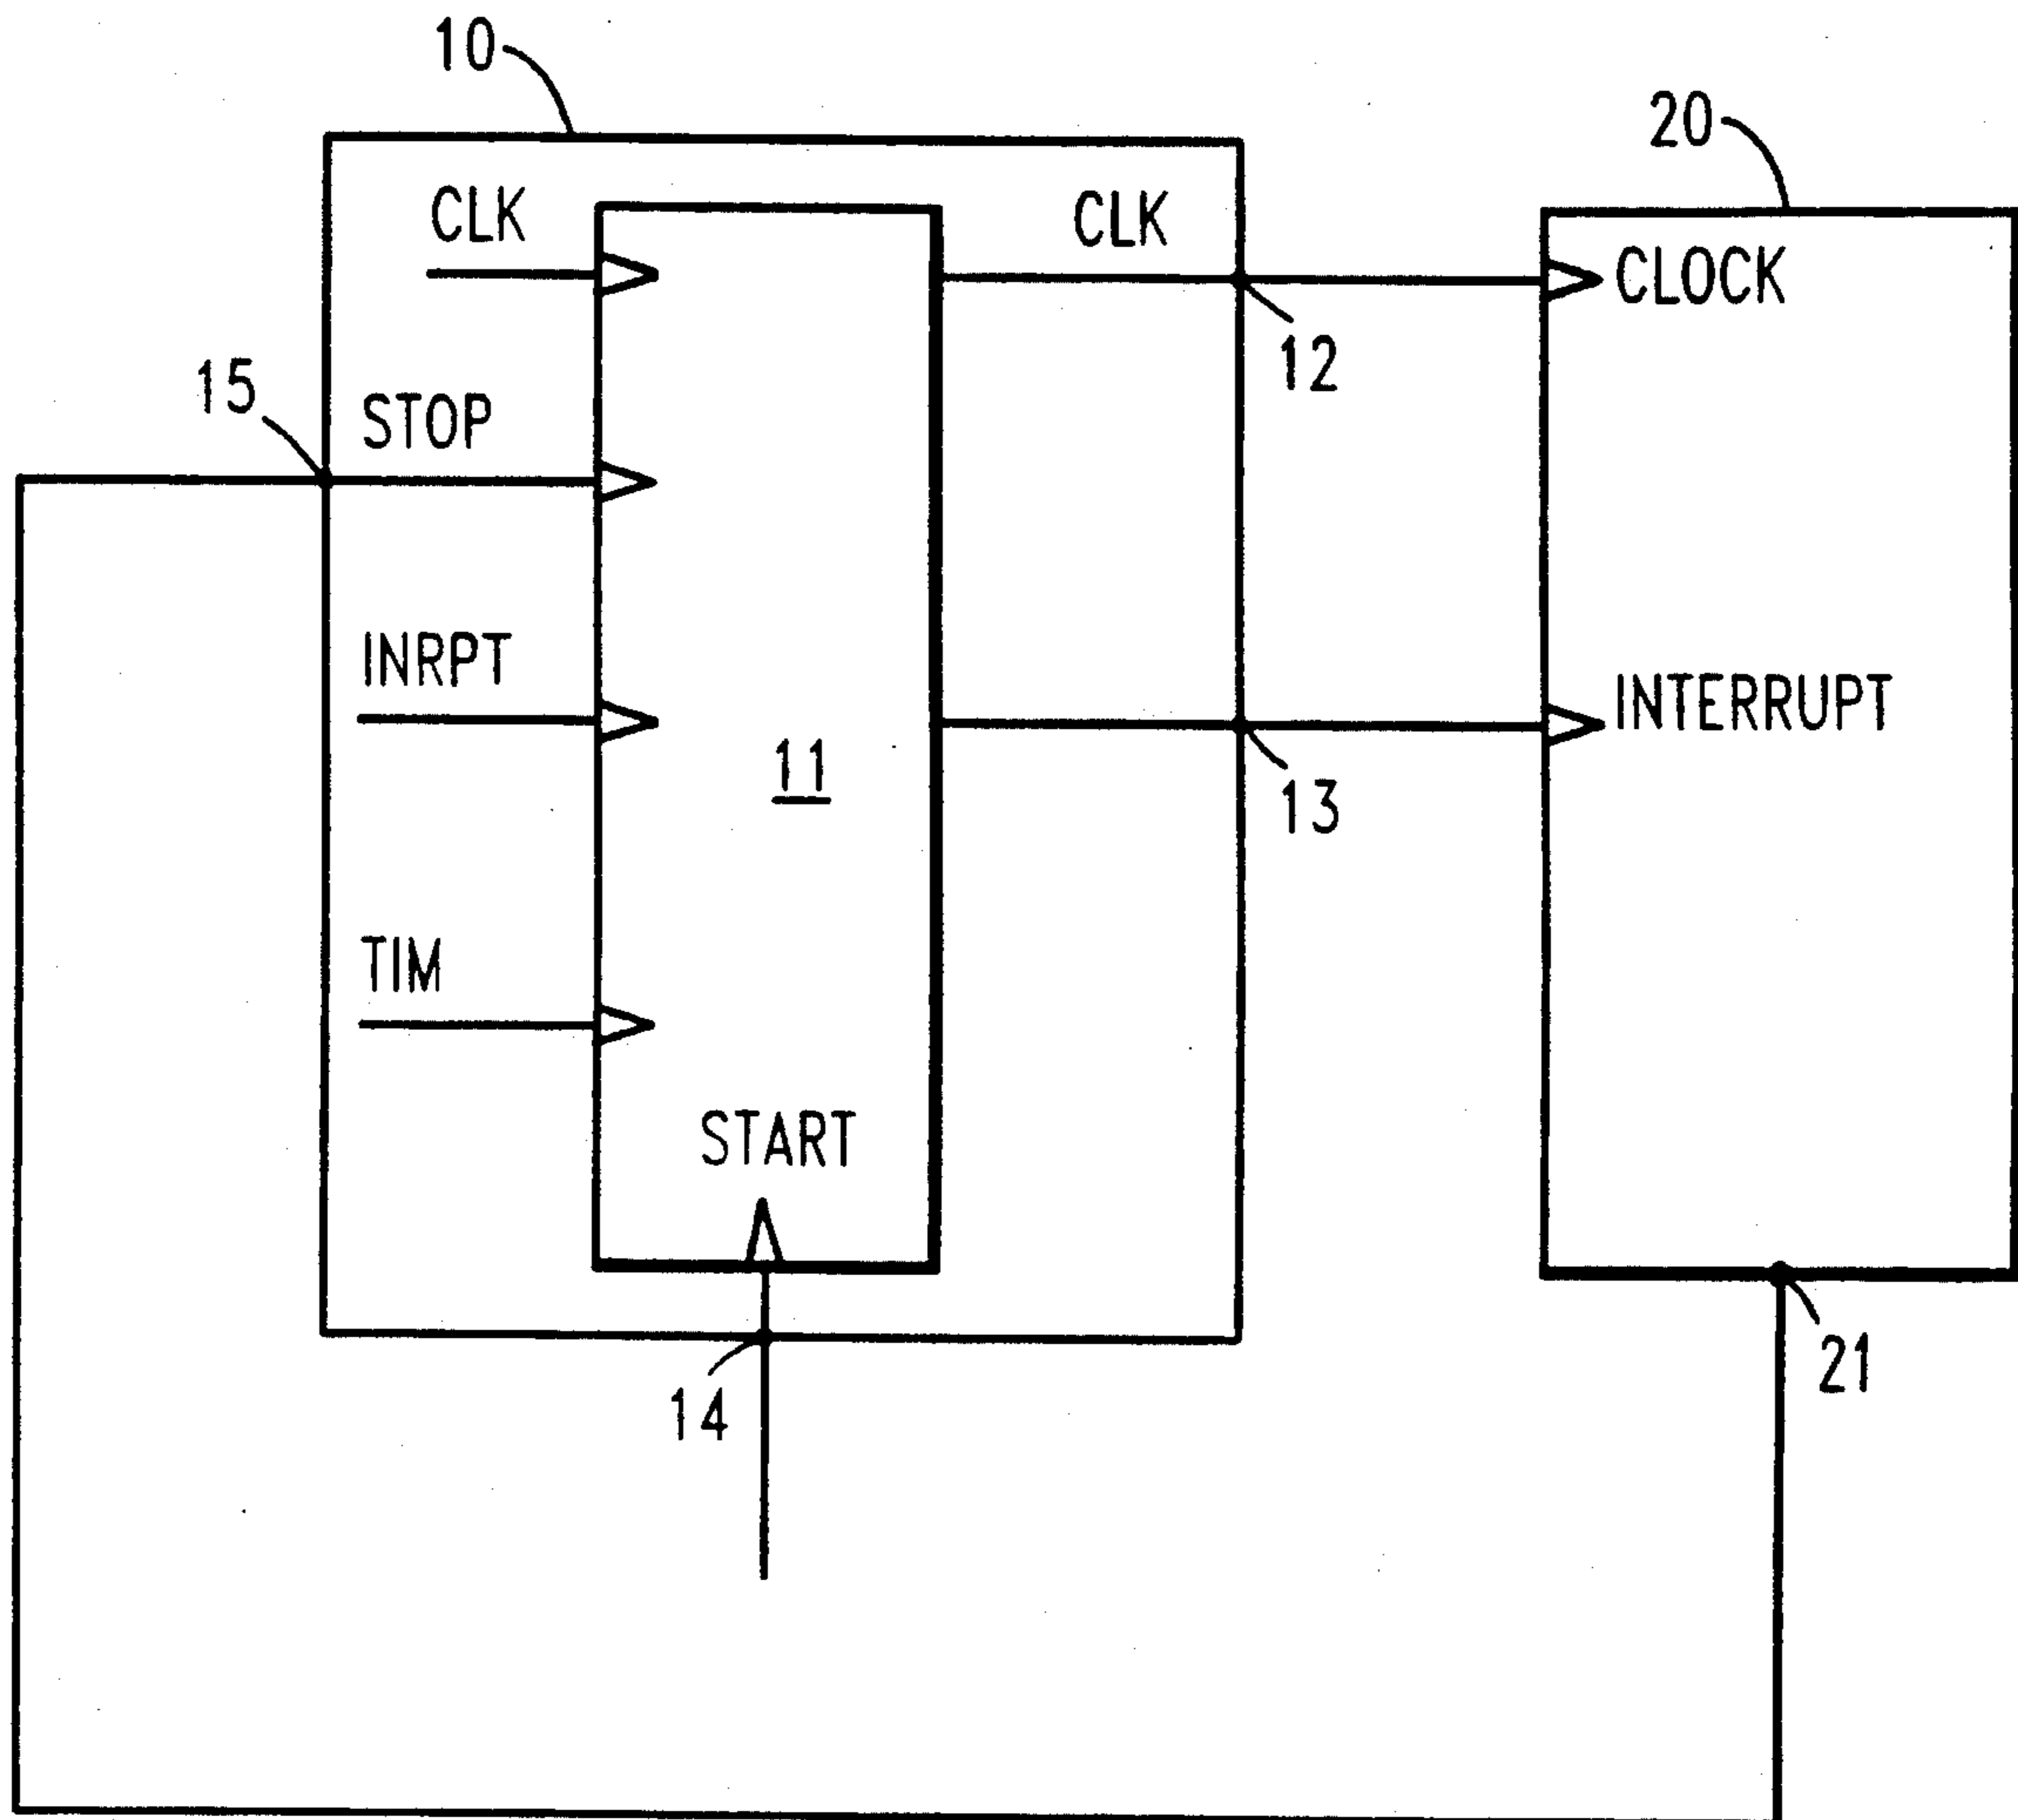 10
20
CLK
CLK
CLOCK
12
15
STOP
INRPT
INTERRUPT
11
13
TIM
START
21
14